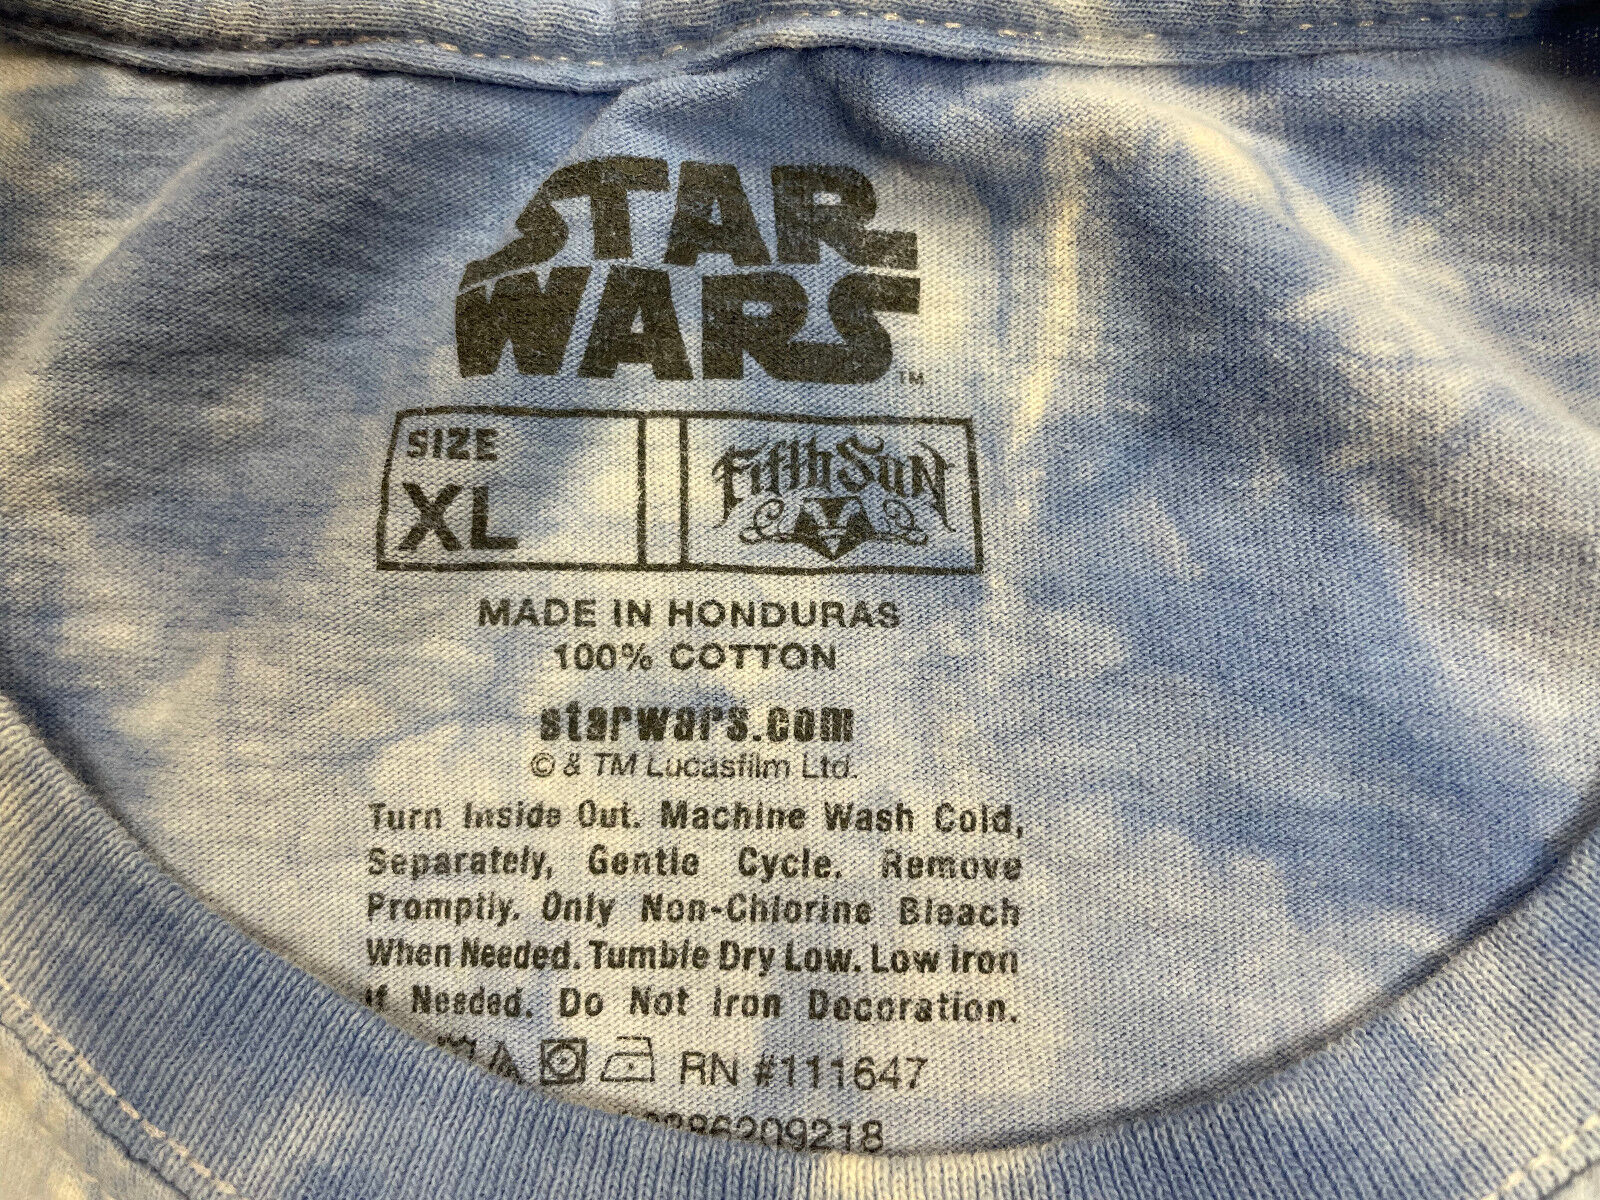 STAR
WARS
TM
SIZE
XL
Fifth Sun
MADE IN HONDURAS
100% COTTON
starwars.com
© & TM Lucasfilm Ltd.
Turn Inside Out. Machine Wash Cold,
Separately, Gentle Cycle. Remove
Promptly. Only Non-Chlorine Bleach
When Needed. Tumble Dry Low. Low Iron
If Needed. Do Not Iron Decoration.
RN #111647